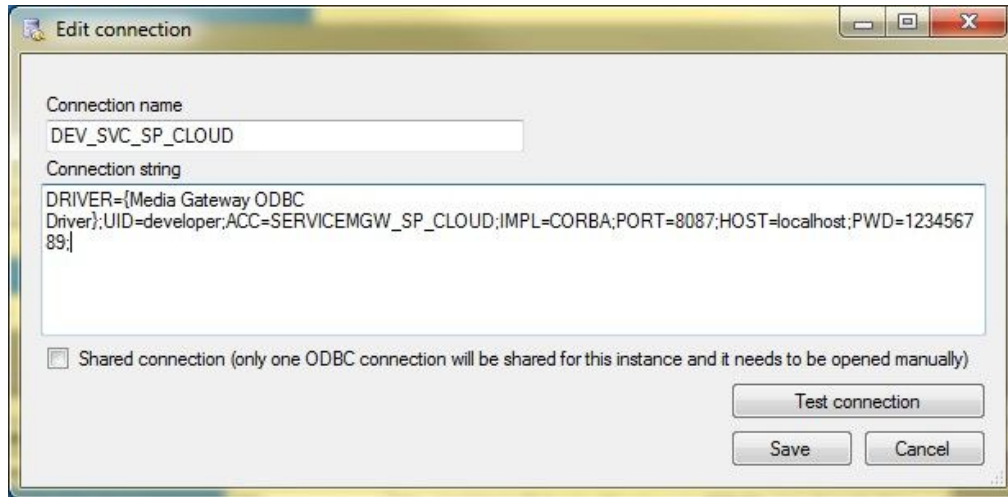 Edit connection
Connection name
DEV_SVC_SP_CLOUD
Connection string
DRIVER={Media Gateway ODBC
Driver};UID=developer;ACC=SERVICEMGW_SP_CLOUD;IMPL=CORBA;PORT=8087;HOST=localhost;PWD=1234567
89;
Shared connection (only one ODBC connection will be shared for this instance and it needs to be opened manually)
Test connection
Save
Cancel